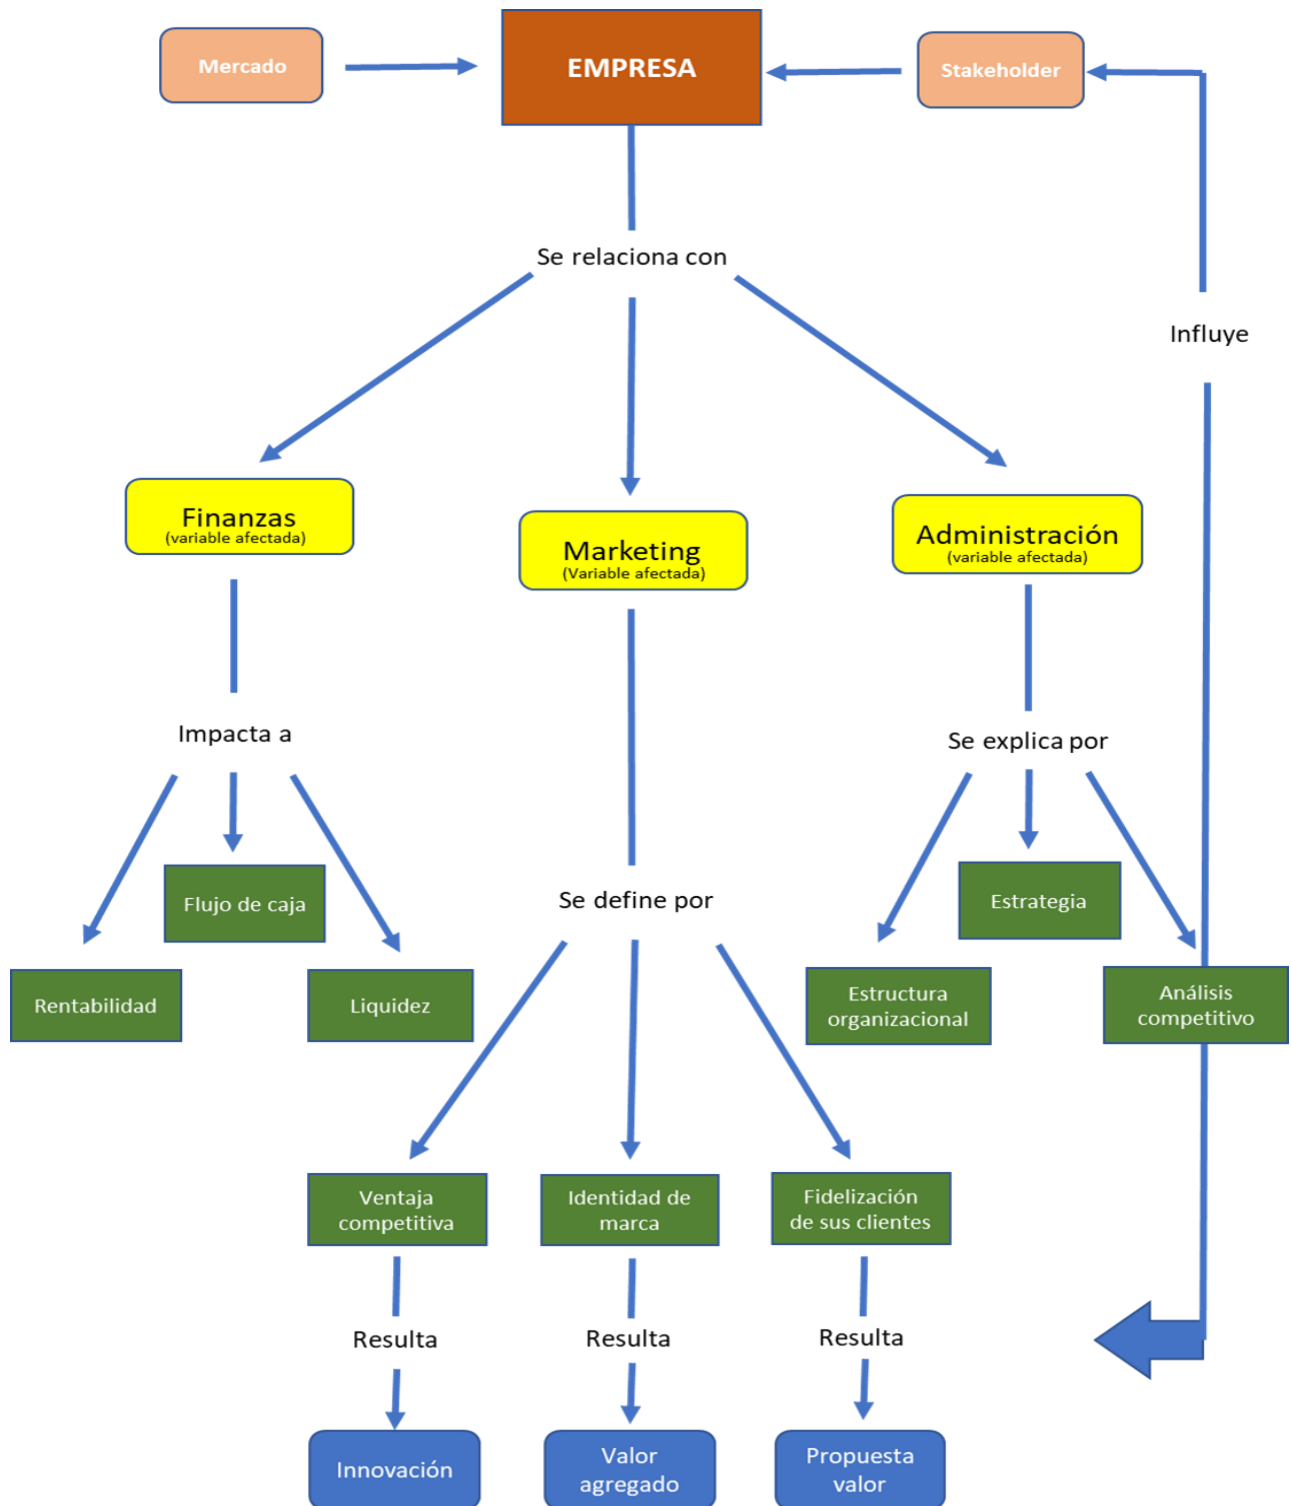 Mercado
EMPRESA
Stakeholder
Se relaciona con
Influye
Finanzas
(variable afectada)
Marketing
(Variable afectada)
Administración
(variable afectada)
Impacta a
Se explica por
Flujo de caja
Rentabilidad
Liquidez
Se define por
Estrategia
Estructura
organizacional
Análisis
competitivo
Ventaja
competitiva
Identidad de
marca
Fidelización
de sus clientes
Resulta
Resulta
Resulta
Innovación
Valor
agregado
Propuesta
valor